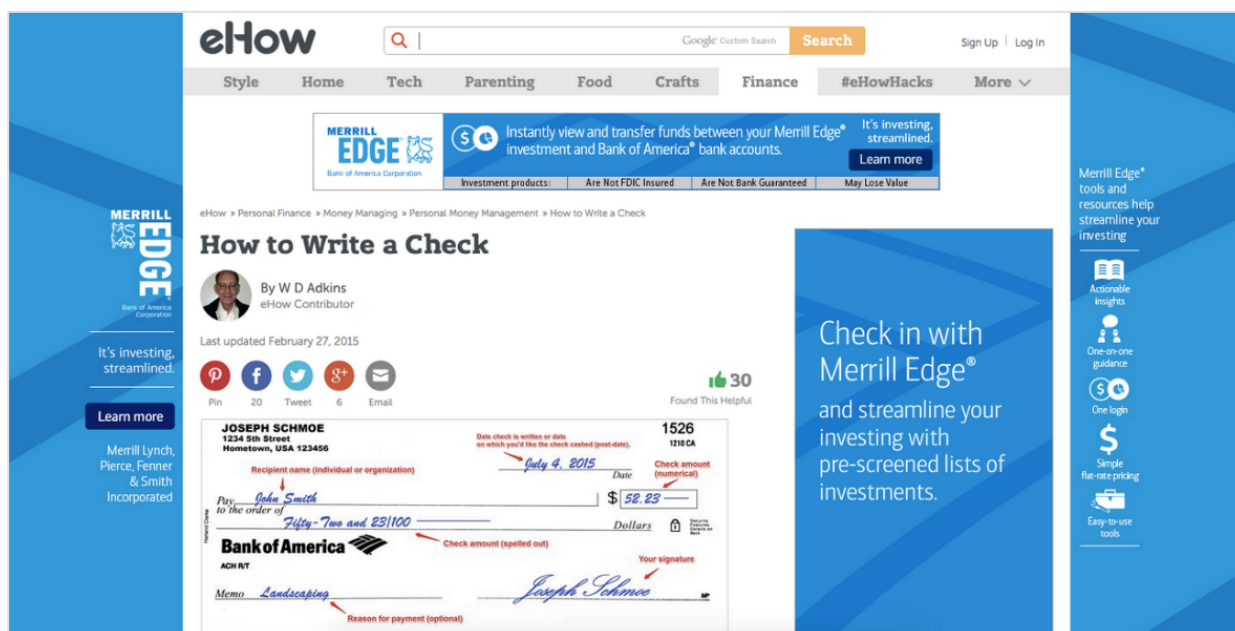 eHow
Google Custom Search
Search
Sign Up
Log In
Style
Home
Tech
Parenting
Food
Crafts
Finance
#eHowHacks
More
MERRILL
EDGE
Bank of America Corporation
Instantly view and transfer funds between your Merrill Edge®
investment and Bank of America® bank accounts.
It's investing,
streamlined.
Learn more
Investment products:
Are Not FDIC Insured
Are Not Bank Guaranteed
May Lose Value
MERRILL
EDGE®
Bank of America
Corporation
It's investing,
streamlined.
Learn more
Merrill Lynch,
Pierce, Fenner
& Smith
Incorporated
eHow » Personal Finance » Money Managing » Personal Money Management » How to Write a Check
How to Write a Check
By W D Adkins
eHow Contributor
Last updated February 27, 2015
Pin
20
Tweet
6
Email
30
Found This Helpful
JOSEPH SCHMOE
1234 5th Street
Hometown, USA 123456
Date check is written or date
on which you'd like the check cashed (post-date).
1526
1210 CA
July 4, 2015
Date
Recipient name (individual or organization)
Check amount
(numerical)
Pay John Smith
to the order of
$ 52.23
Fifty-Two and 23/100
Dollars
Security
Features
Details on
Back
Harland Clarke
Bank of America
Check amount (spelled out)
ACH R/T
Your signature
Memo Landscaping
Joseph Schmoe
MP
Reason for payment (optional)
Check in with
Merrill Edge®
and streamline your
investing with
pre-screened lists of
investments.
Merrill Edge®
tools and
resources help
streamline your
investing
Actionable
insights
One-on-one
guidance
One login
Simple
flat-rate pricing
Easy-to-use
tools